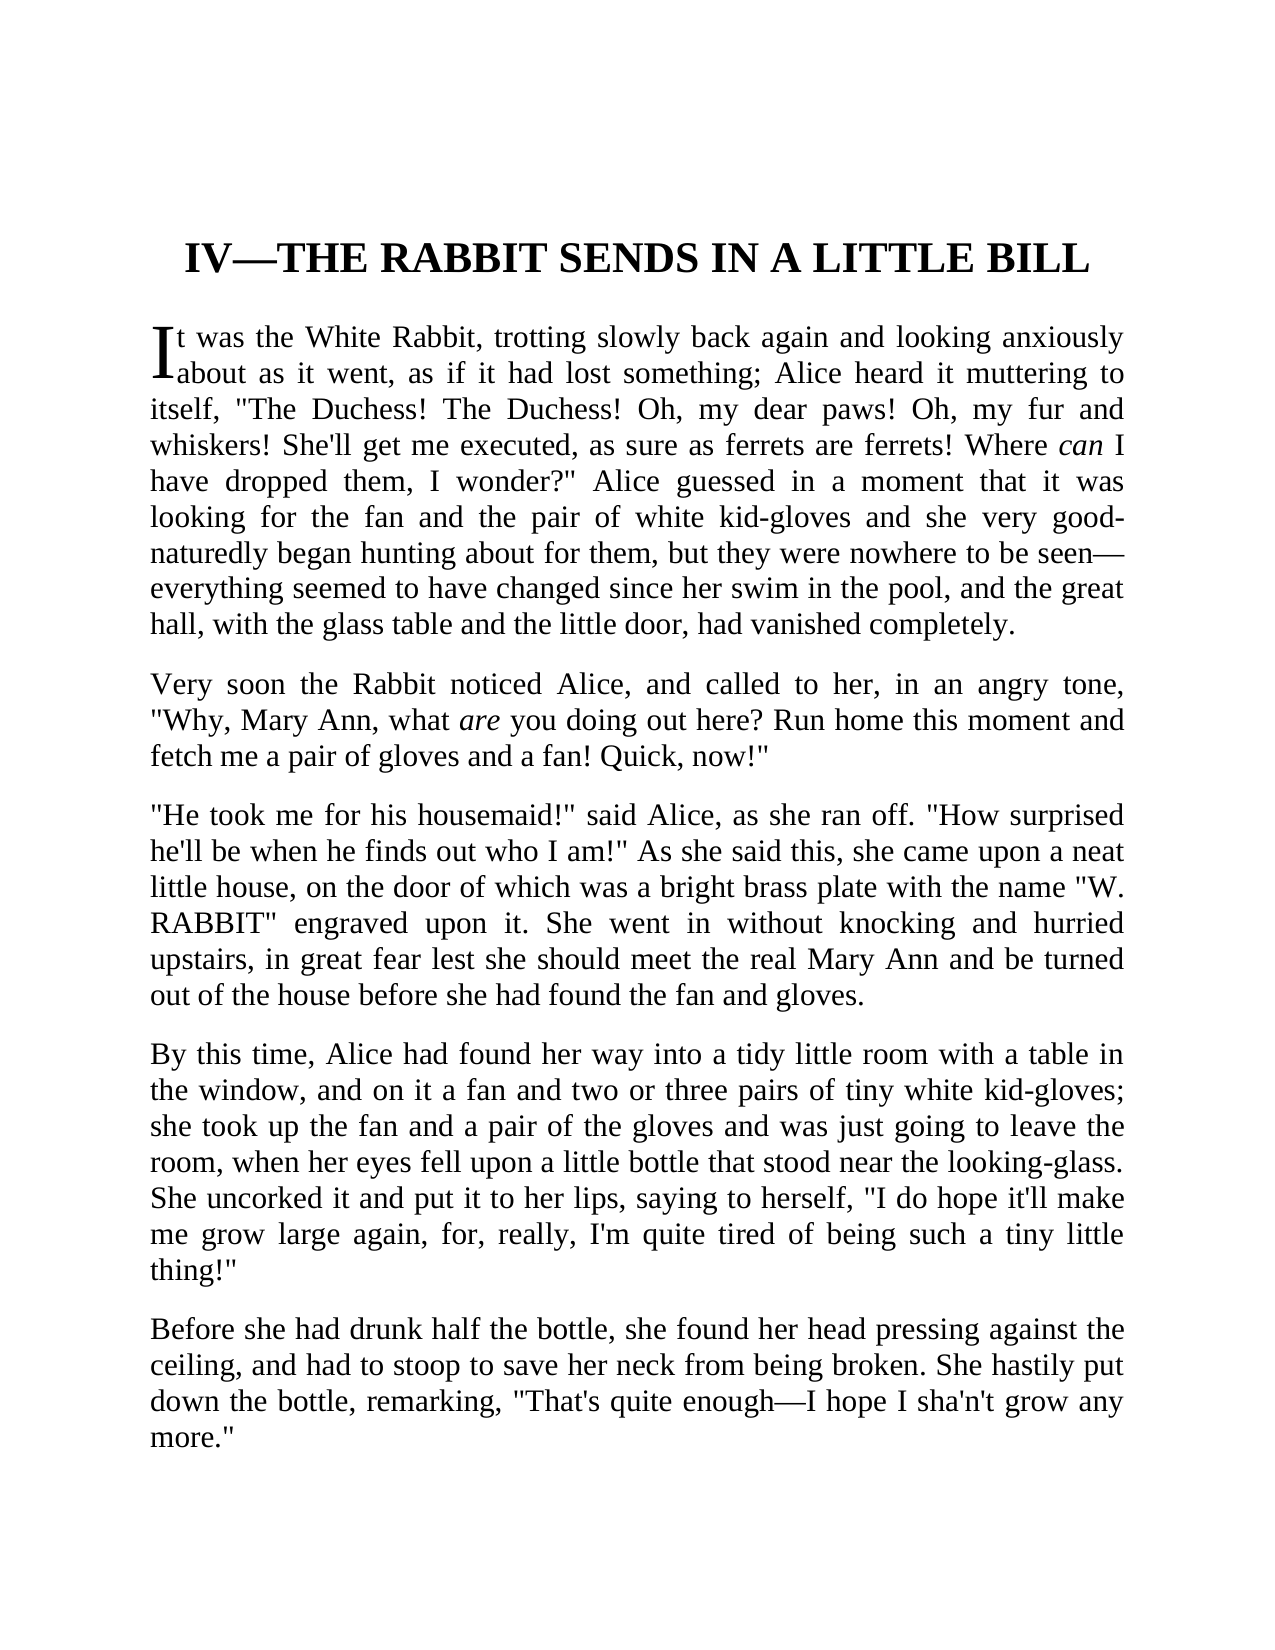 IV—THE RABBIT SENDS IN A LITTLE BILL
It was the White Rabbit, trotting slowly back again and looking anxiously
about as it went, as if it had lost something; Alice heard it muttering to
itself, "The Duchess! The Duchess! Oh, my dear paws! Oh, my fur and
whiskers! She'll get me executed, as sure as ferrets are ferrets! Where can I
have dropped them, I wonder?" Alice guessed in a moment that it was
looking for the fan and the pair of white kid-gloves and she very good-
naturedly began hunting about for them, but they were nowhere to be seen—
everything seemed to have changed since her swim in the pool, and the great
hall, with the glass table and the little door, had vanished completely.
Very soon the Rabbit noticed Alice, and called to her, in an angry tone,
"Why, Mary Ann, what are you doing out here? Run home this moment and
fetch me a pair of gloves and a fan! Quick, now!"
"He took me for his housemaid!" said Alice, as she ran off. "How surprised
he'll be when he finds out who I am!" As she said this, she came upon a neat
little house, on the door of which was a bright brass plate with the name "W.
RABBIT" engraved upon it. She went in without knocking and hurried
upstairs, in great fear lest she should meet the real Mary Ann and be turned
out of the house before she had found the fan and gloves.
By this time, Alice had found her way into a tidy little room with a table in
the window, and on it a fan and two or three pairs of tiny white kid-gloves;
she took up the fan and a pair of the gloves and was just going to leave the
room, when her eyes fell upon a little bottle that stood near the looking-glass.
She uncorked it and put it to her lips, saying to herself, "I do hope it'll make
me grow large again, for, really, I'm quite tired of being such a tiny little
thing!"
Before she had drunk half the bottle, she found her head pressing against the
ceiling, and had to stoop to save her neck from being broken. She hastily put
down the bottle, remarking, "That's quite enough—I hope I sha'n't grow any
more."